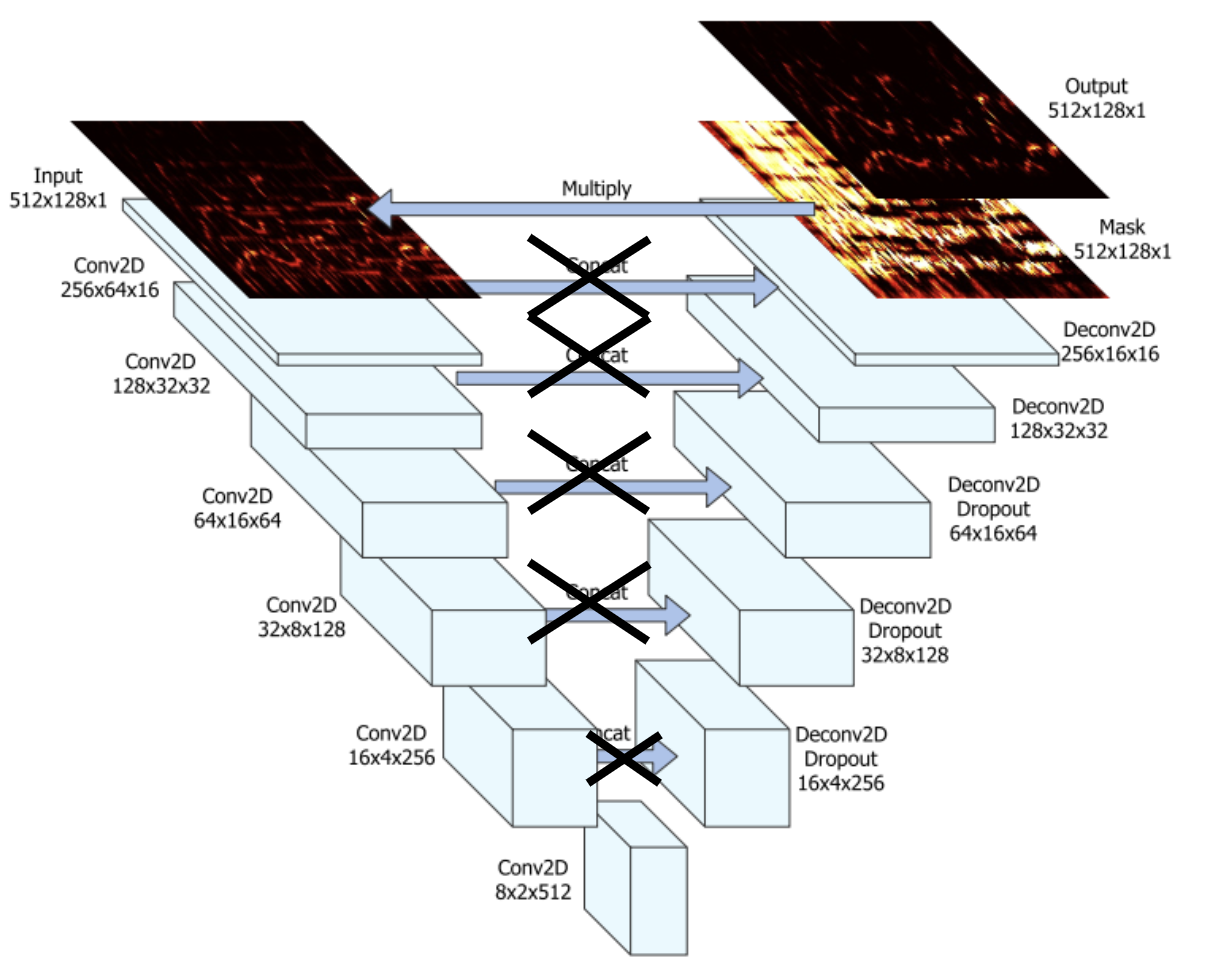 Output
512x128x1
Input
512x128x1
Multiply
Mask
512x128x1
Conv2D
256x64x16
Concat
Deconv2D
256x16x16
Conv2D
128x32x32
Concat
Deconv2D
128x32x32
Conv2D
64x16x64
Concat
Deconv2D
Dropout
64x16x64
Conv2D
32x8x128
Concat
Deconv2D
Dropout
32x8x128
Conv2D
16x4x256
ncat
Deconv2D
Dropout
16x4x256
Conv2D
8x2x512